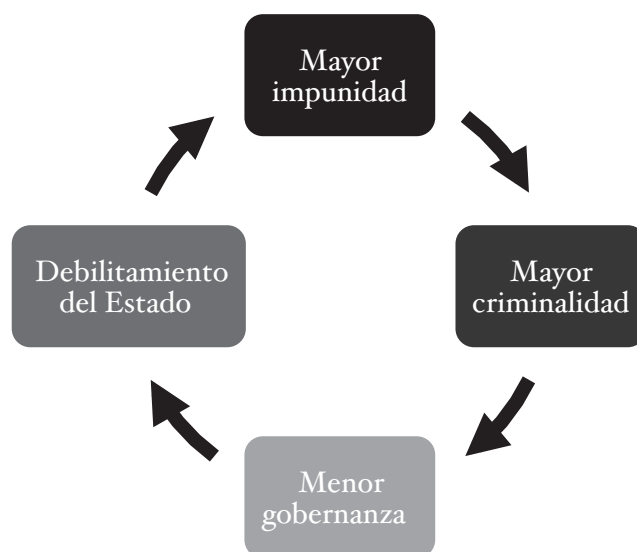 Mayor
impunidad
Debilitamiento
del Estado
Mayor
criminalidad
Menor
gobernanza